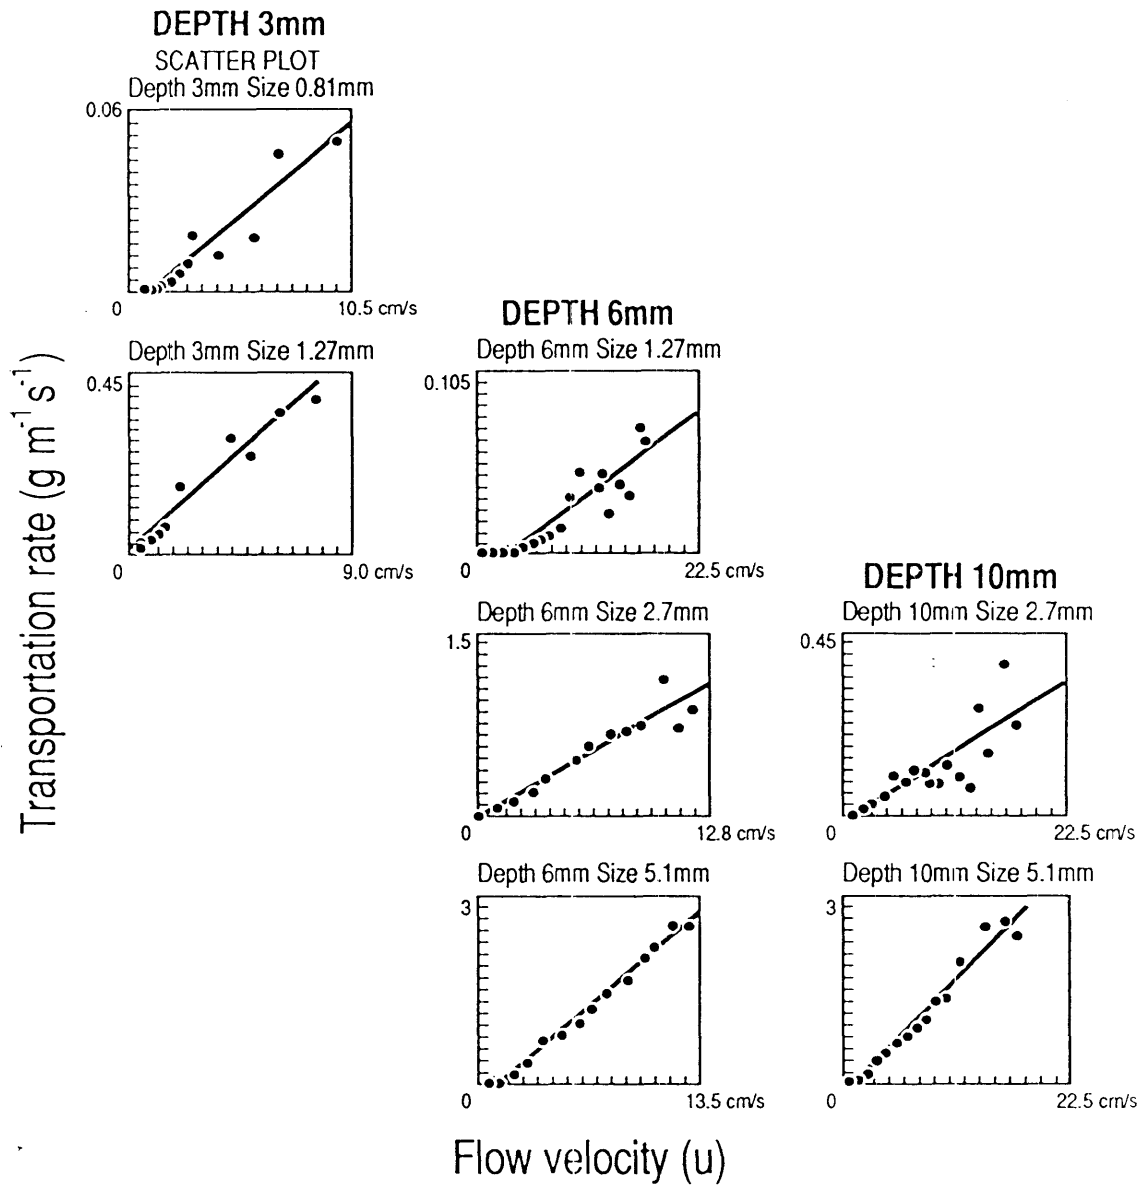 DEPTH 3mm
SCATTER PLOT
Depth 3mm Size 0.81mm
0.06
0
10.5 cm/s
Depth 3mm Size 1.27mm
0.45
0
9.0 cm/s
DEPTH 6mm
Depth 6mm Size 1.27mm
0.105
0
22.5 cm/s
Depth 6mm Size 2.7mm
1.5
0
12.8 cm/s
Depth 6mm Size 5.1mm
3
0
13.5 cm/s
DEPTH 10mm
Depth 10mm Size 2.7mm
0.45
0
22.5 cm/s
Depth 10mm Size 5.1mm
3
0
22.5 cm/s
Transportation rate (g m⁻¹ s⁻¹)
Flow velocity (u)